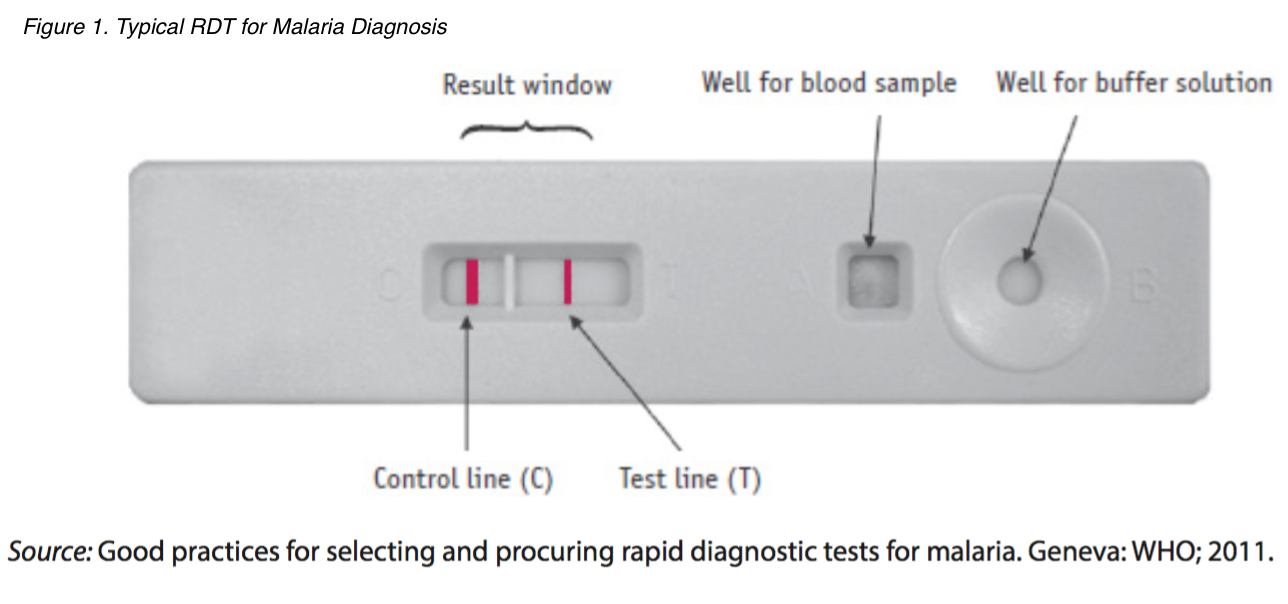 Figure 1. Typical RDT for Malaria Diagnosis
Result window
Well for blood sample
Well for buffer solution
C
T
A
B
Control line (C)
Test line (T)
Source: Good practices for selecting and procuring rapid diagnostic tests for malaria. Geneva: WHO; 2011.